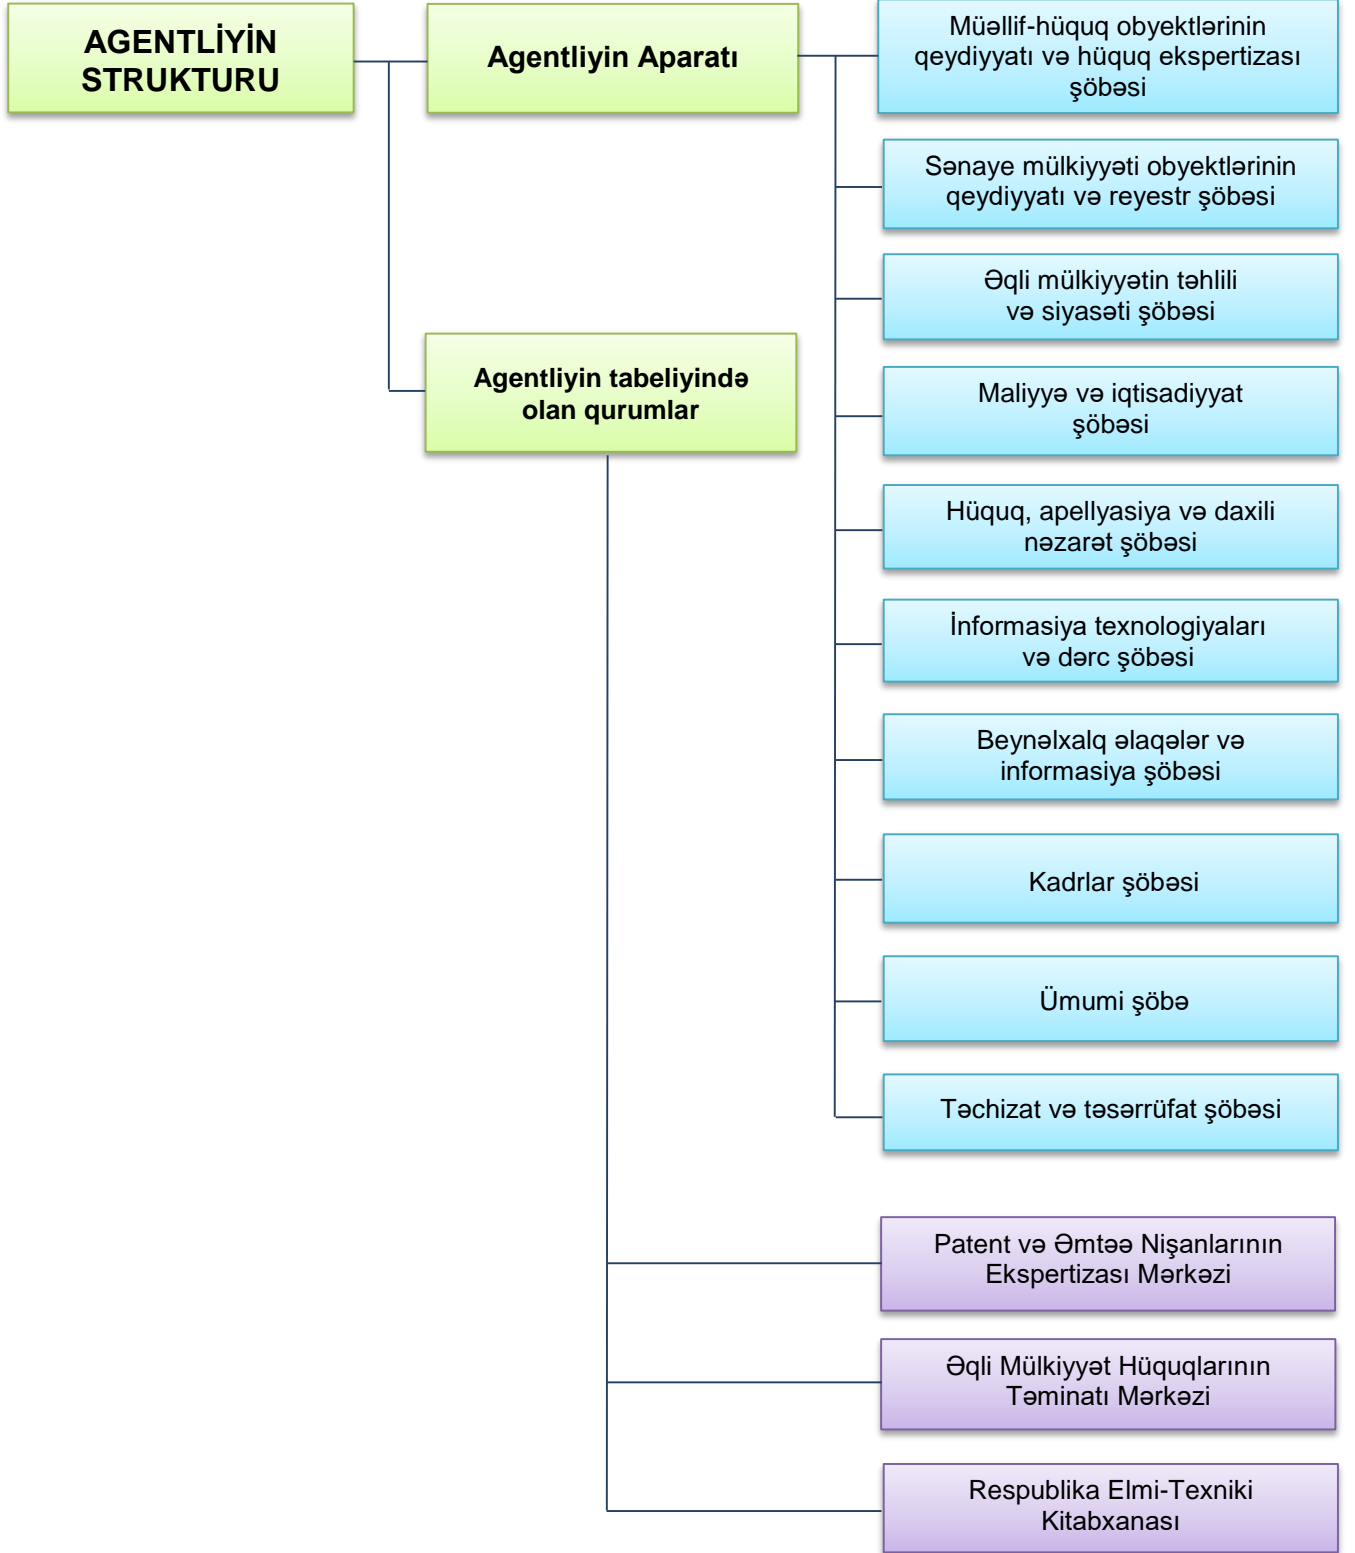 AGENTLİYİN
STRUKTURU
Agentliyin Aparatı
Müəllif-hüquq obyektlərinin
qeydiyyatı və hüquq ekspertizası
şöbəsi
Sənaye mülkiyyəti obyektlərinin
qeydiyyatı və reyestr şöbəsi
Əqli mülkiyyətin təhlili
və siyasəti şöbəsi
Maliyyə və iqtisadiyyat
şöbəsi
Hüquq, apellyasiya və daxili
nəzarət şöbəsi
İnformasiya texnologiyaları
və dərc şöbəsi
Beynəlxalq əlaqələr və
informasiya şöbəsi
Kadrlar şöbəsi
Ümumi şöbə
Təchizat və təsərrüfat şöbəsi
Agentliyin tabeliyində
olan qurumlar
Patent və Əmtəə Nişanlarının
Ekspertizası Mərkəzi
Əqli Mülkiyyət Hüquqlarının
Təminatı Mərkəzi
Respublika Elmi-Texniki
Kitabxanası